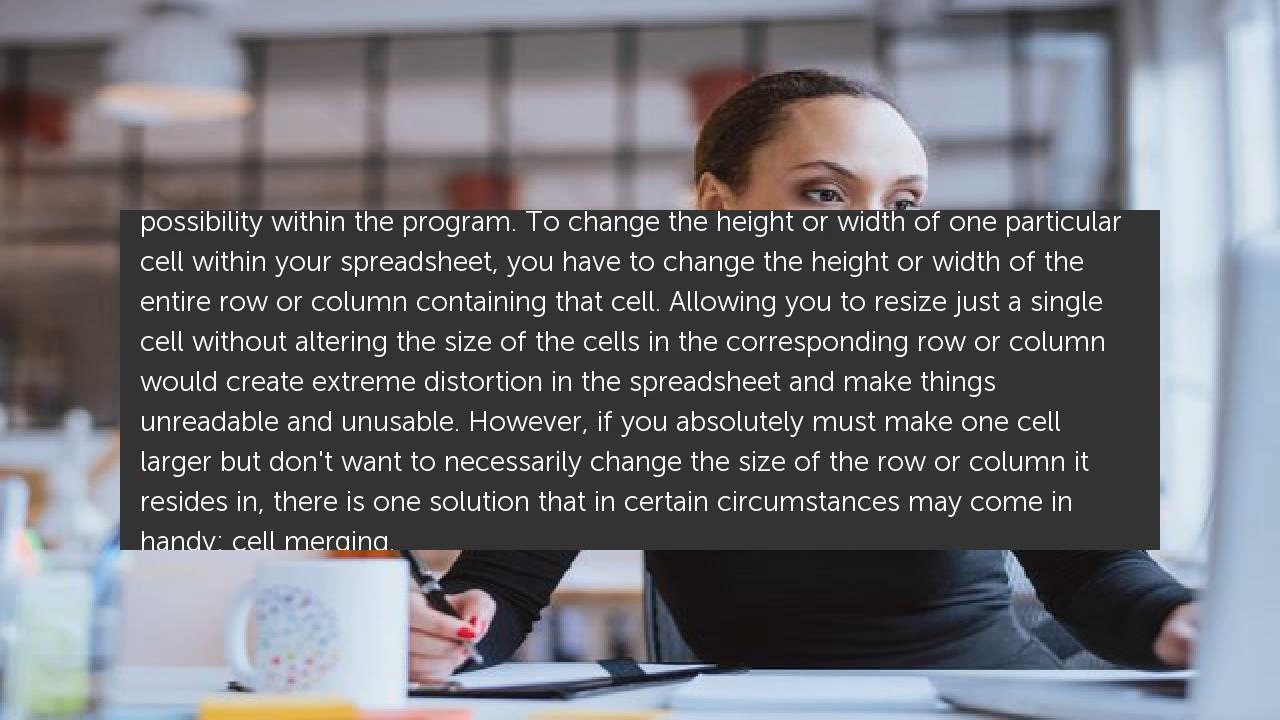 possibility within the program. To change the height or width of one particular
cell within your spreadsheet, you have to change the height or width of the
entire row or column containing that cell. Allowing you to resize just a single
cell without altering the size of the cells in the corresponding row or column
would create extreme distortion in the spreadsheet and make things
unreadable and unusable. However, if you absolutely must make one cell
larger but don't want to necessarily change the size of the row or column it
resides in, there is one solution that in certain circumstances may come in
handy: cell merging.